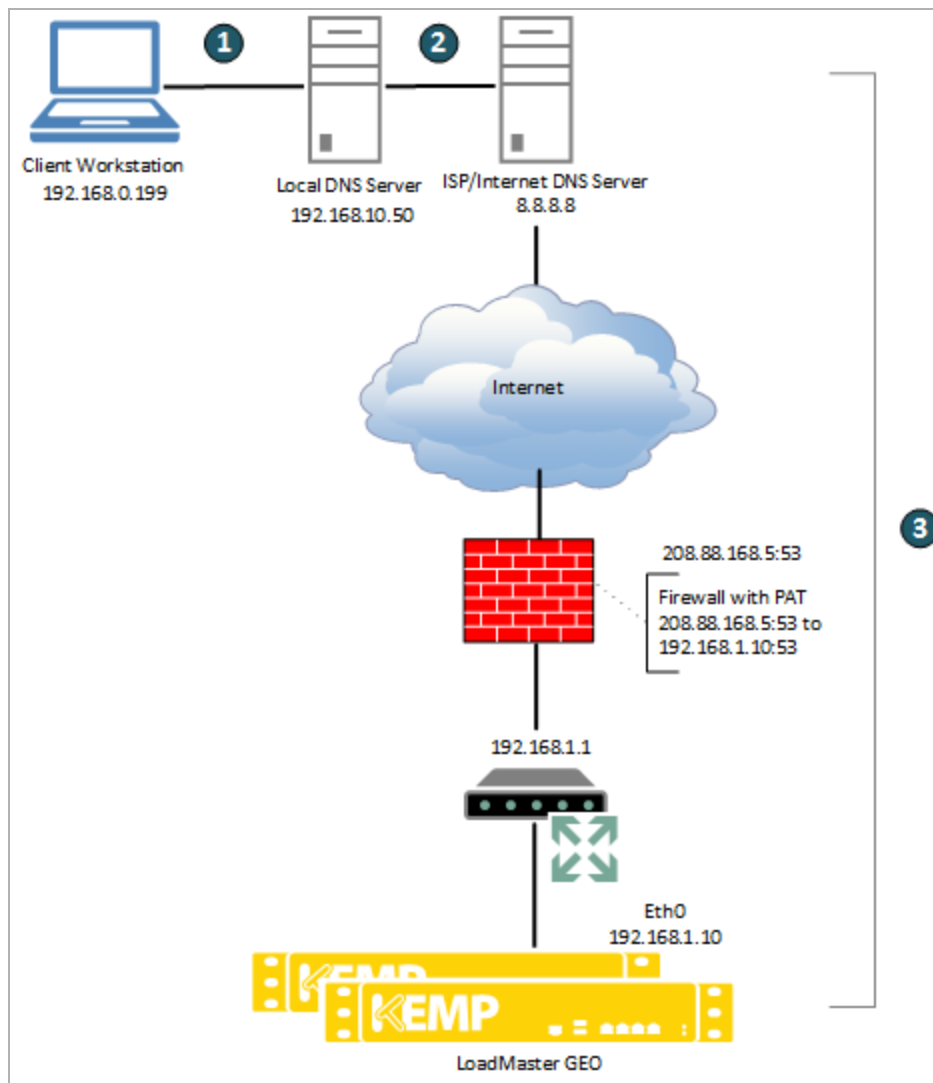 1
2
Client Workstation
192.168.0.199
Local DNS Server
192.168.10.50
ISP/Internet DNS Server
8.8.8.8
Internet
3
208.88.168.5:53
Firewall with PAT
208.88.168.5:53 to
192.168.1.10:53
192.168.1.1
Eth0
192.168.1.10
KEMP
KEMP
LoadMaster GEO